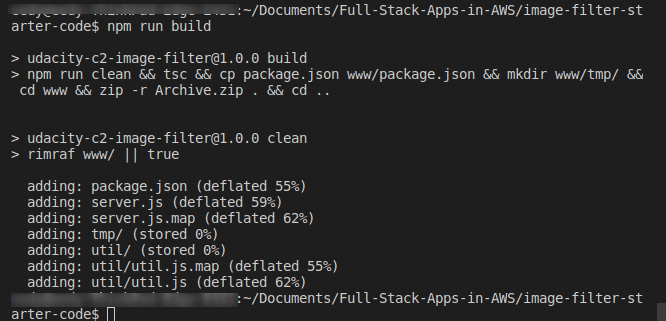 :~/Documents/Full-Stack-Apps-in-AWS/image-filter-st
arter-code$ npm run build
> udacity-c2-image-filter@1.0.0 build
> npm run clean && tsc && cp package.json www/package.json && mkdir www/tmp/ &&
cd www && zip -r Archive.zip . && cd ..
> udacity-c2-image-filter@1.0.0 clean
> rimraf www/ || true
adding: package.json (deflated 55%)
adding: server.js (deflated 59%)
adding: server.js.map (deflated 62%)
adding: tmp/ (stored 0%)
adding: util/ (stored 0%)
adding: util/util.js.map (deflated 55%)
adding: util/util.js (deflated 62%)
:~/Documents/Full-Stack-Apps-in-AWS/image-filter-st
arter-code$